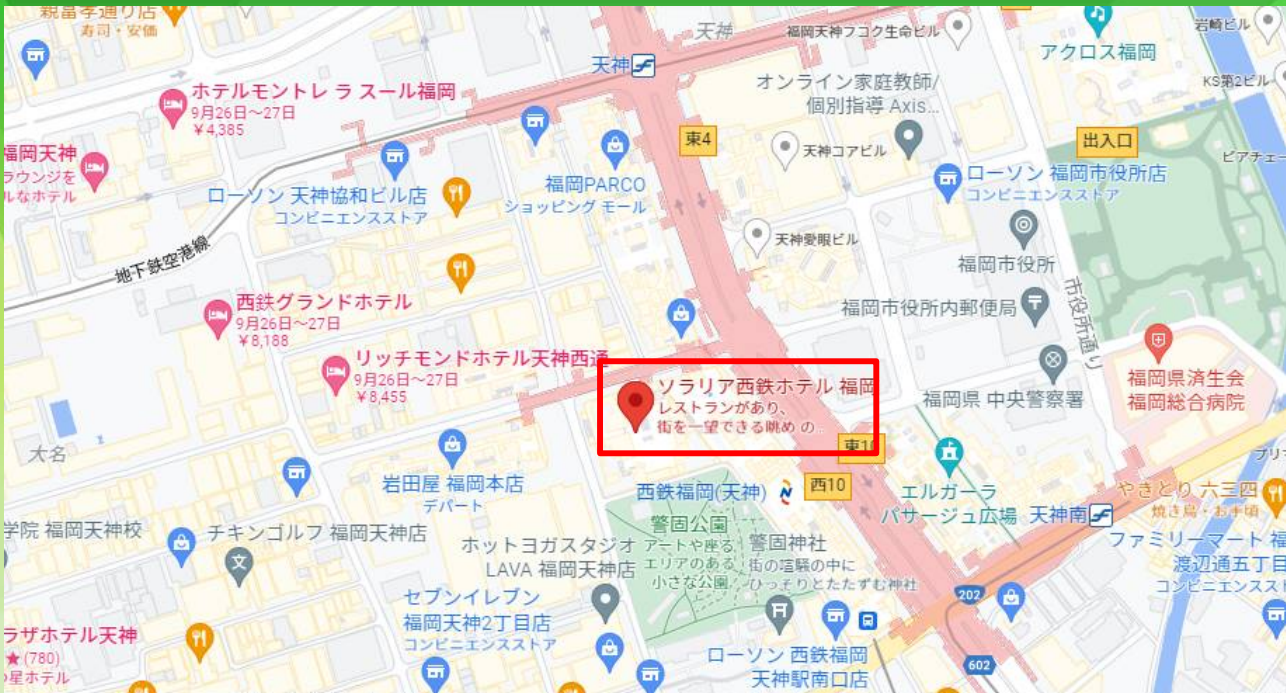 親富孝通り店
寿司・安価
天神
福岡天神フコク生命ビル
岩崎ビル
アクロス福岡
天神
KS第2ビル
オンライン家庭教師/
個別指導 Axis...
ホテルモントレ ラ スール福岡
9月26日～27日
￥4,385
東4
出入口
天神コアビル
ピアチェ
福岡天神
ラウンジを
ルなホテル
ローソン 天神協和ビル店
コンビニエンスストア
福岡PARCO
ショッピング モール
ローソン 福岡市役所店
コンビニエンスストア
天神愛眼ビル
福岡市役所
地下鉄空港線
市役所通り
西鉄グランドホテル
9月26日～27日
￥8,188
福岡市役所内郵便局
リッチモンドホテル天神西通
9月26日～27日
￥8,455
ソラリア西鉄ホテル 福岡
レストランがあり、
街を一望できる眺め の...
福岡県 中央警察署
福岡県済生会
福岡総合病院
東10
大名
岩田屋 福岡本店
デパート
西鉄福岡(天神)
西10
エルガーラ
パサージュ広場
天神南
やきとり 六三四
焼き鳥・お手頃
学院 福岡天神校
チキンゴルフ 福岡天神店
ホットヨガスタジオ
LAVA 福岡天神店
警固公園
アートや座る
エリアのある
小さな公園
警固神社
街の喧騒の中に
ひっそりとたたずむ神社
ファミリーマート 福
渡辺通五丁目
コンビニエンスス
セブンイレブン
福岡天神2丁目店
コンビニエンスストア
202
ラザホテル天神
★(780)
星ホテル
ローソン 西鉄福岡
天神駅南口店
602